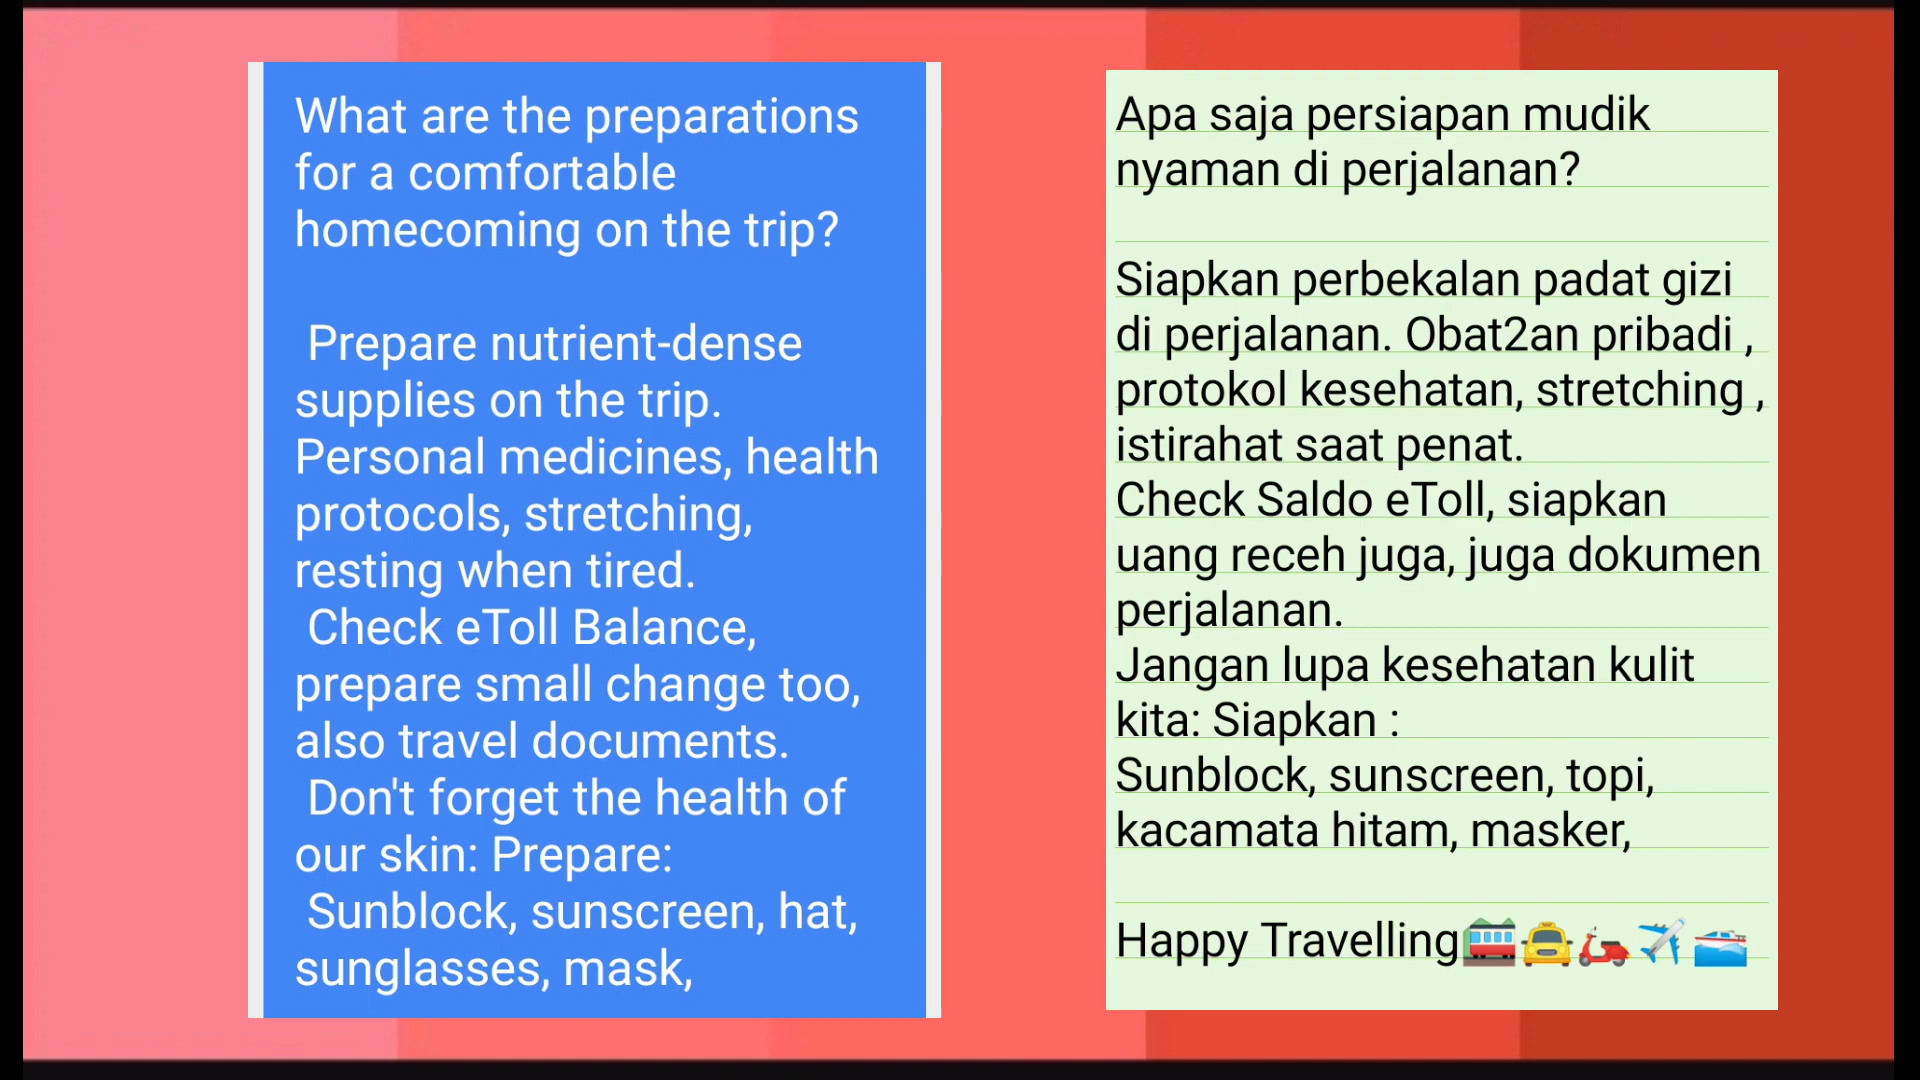 What are the preparations
for a comfortable
homecoming on the trip?
Prepare nutrient-dense
supplies on the trip.
Personal medicines, health
protocols, stretching,
resting when tired.
Check eToll Balance,
prepare small change too,
also travel documents.
Don't forget the health of
our skin: Prepare:
Sunblock, sunscreen, hat,
sunglasses, mask,
Apa saja persiapan mudik
nyaman di perjalanan?
Siapkan perbekalan padat gizi
di perjalanan. Obat2an pribadi ,
protokol kesehatan, stretching ,
istirahat saat penat.
Check Saldo eToll, siapkan
uang receh juga, juga dokumen
perjalanan.
Jangan lupa kesehatan kulit
kita: Siapkan :
Sunblock, sunscreen, topi,
kacamata hitam, masker,
Happy Travelling🚞🚖🛵✈️🚤